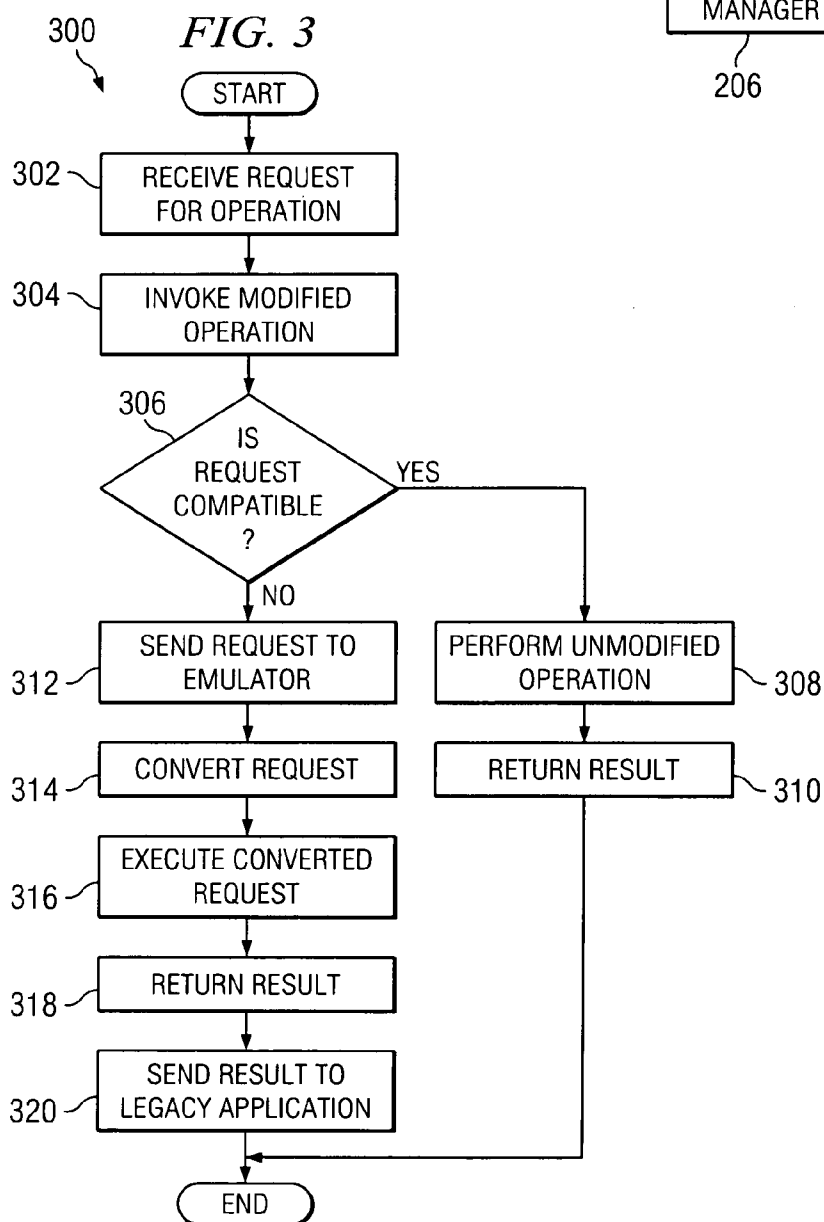 300
FIG. 3
MANAGER
206
START
302
RECEIVE REQUEST
FOR OPERATION
304
INVOKE MODIFIED
OPERATION
306
IS
REQUEST
COMPATIBLE
?
YES
NO
312
SEND REQUEST TO
EMULATOR
PERFORM UNMODIFIED
OPERATION
308
314
CONVERT REQUEST
RETURN RESULT
310
316
EXECUTE CONVERTED
REQUEST
318
RETURN RESULT
320
SEND RESULT TO
LEGACY APPLICATION
END